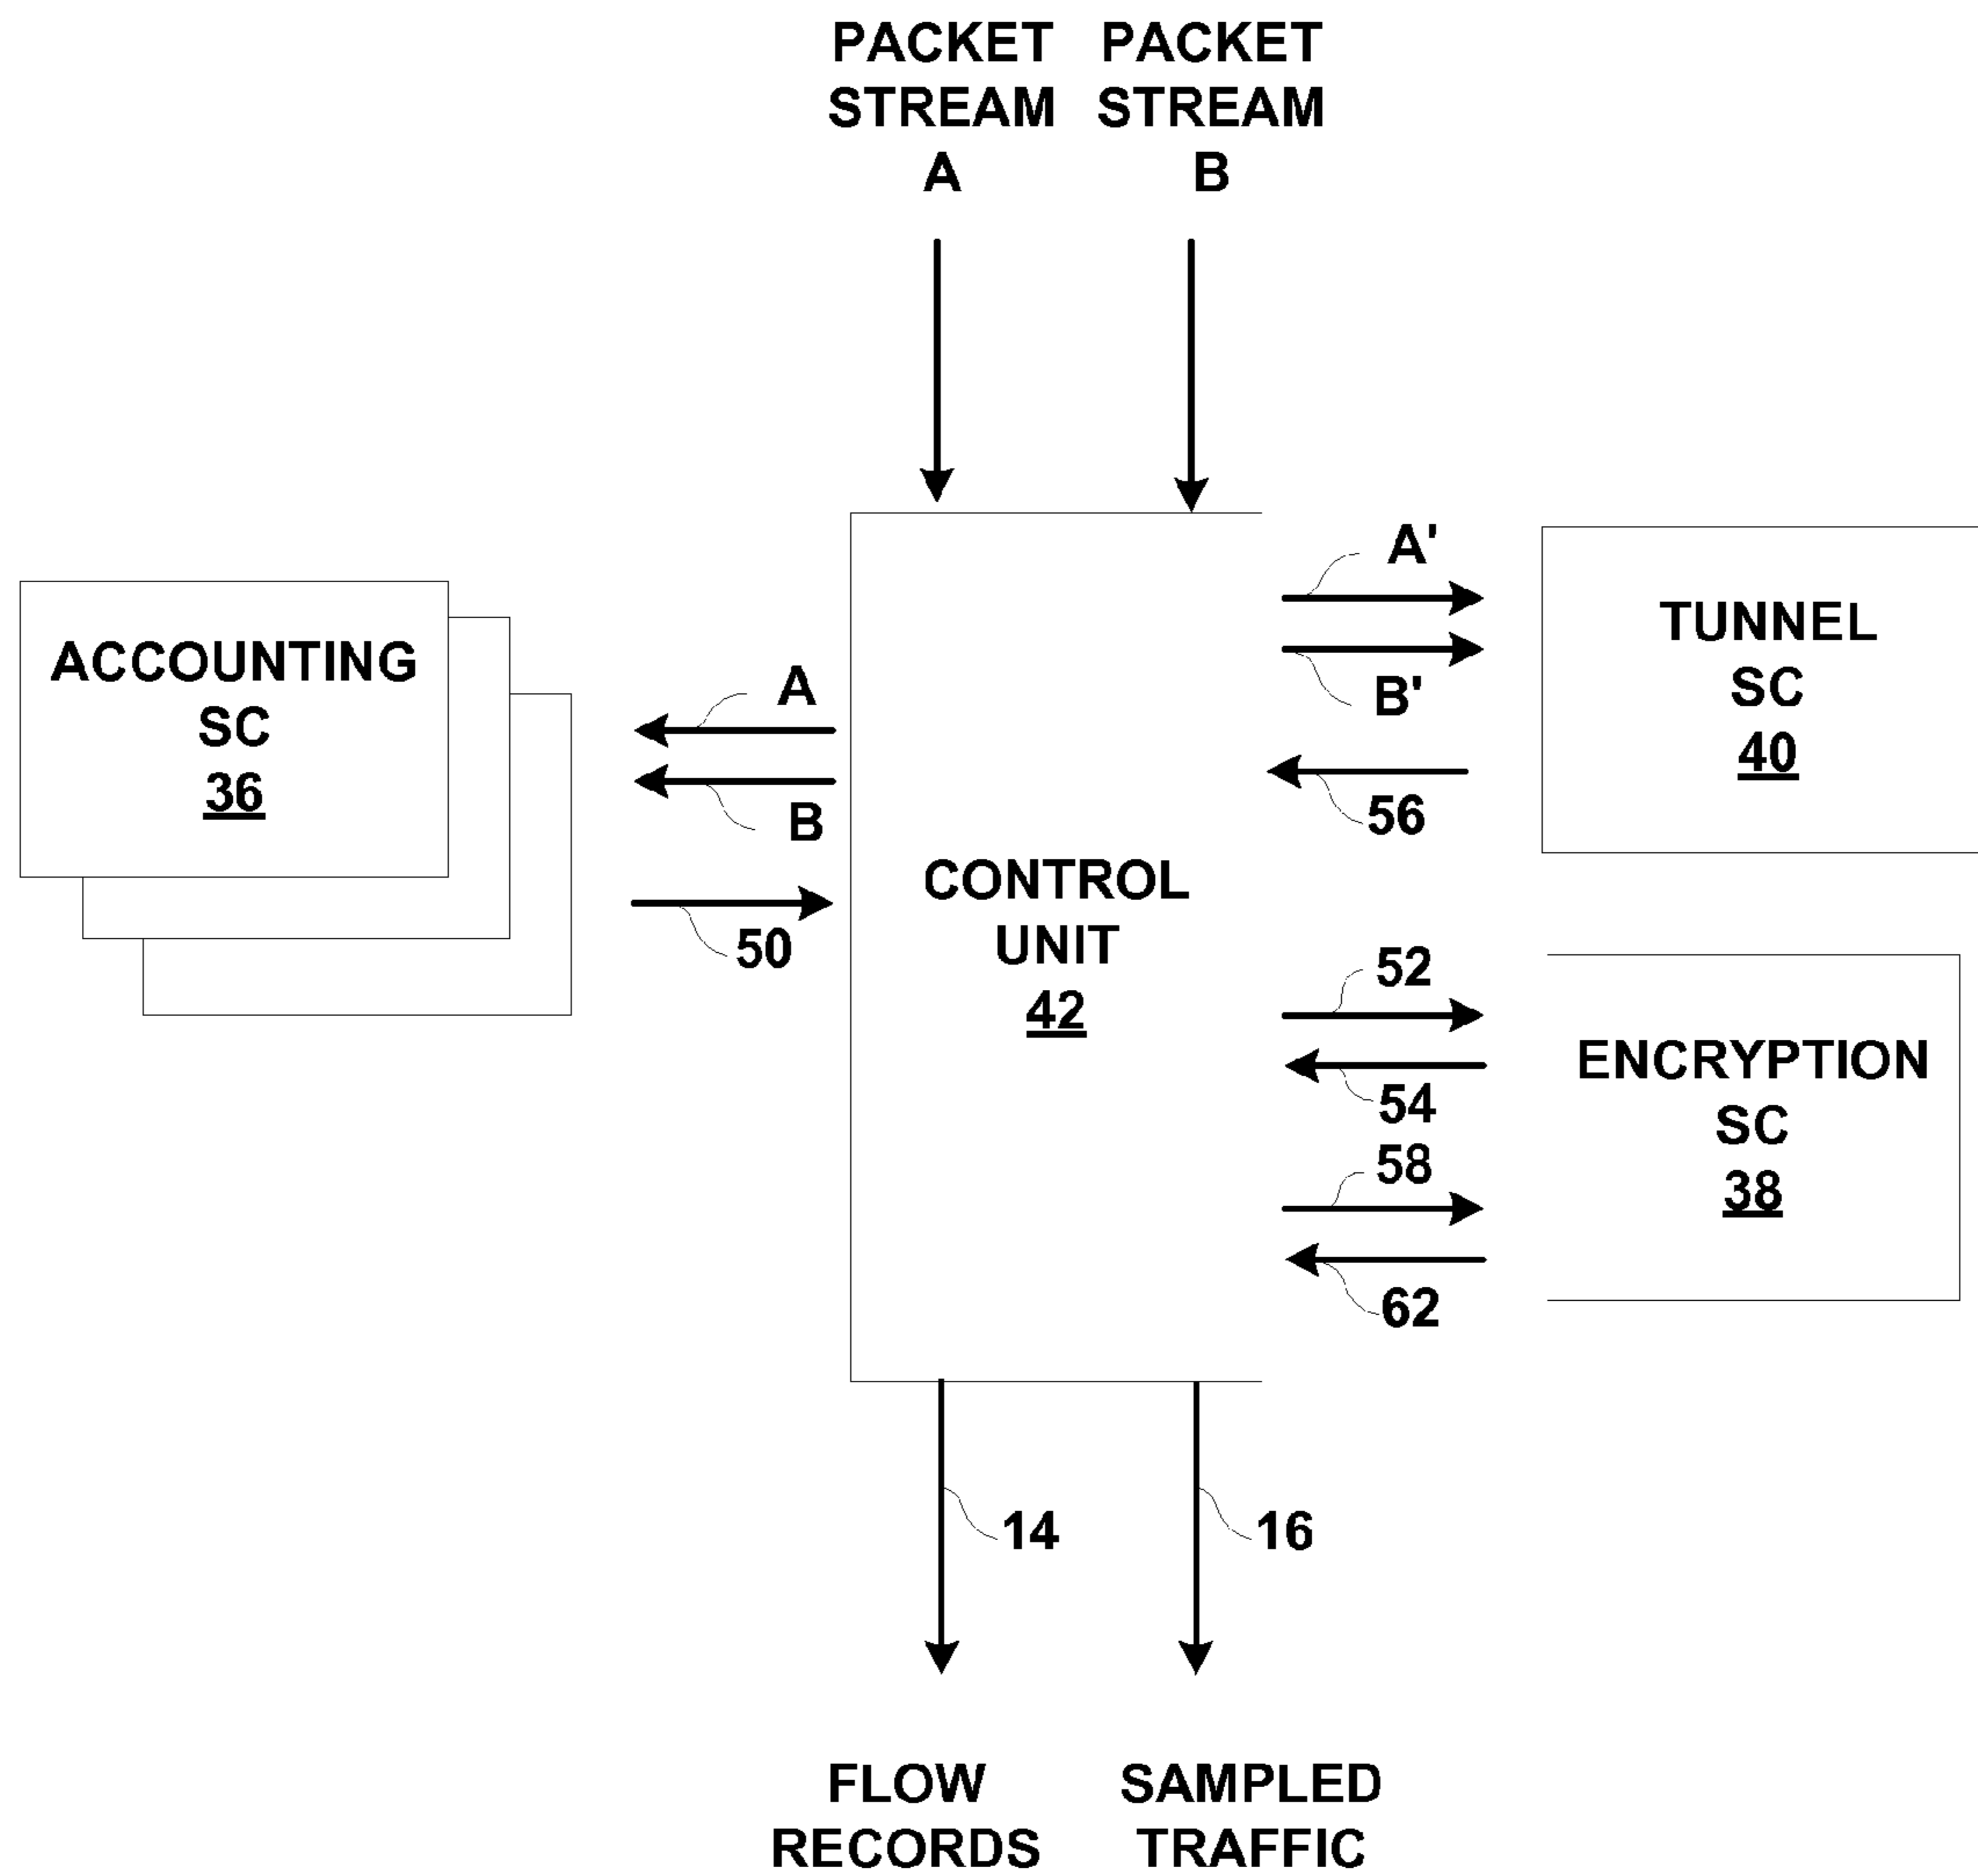 PACKET STREAM A
PACKET STREAM B
A'
B'
56
TUNNEL
SC
40
ACCOUNTING
SC
36
A
B
50
CONTROL
UNIT
42
52
54
58
62
ENCRYPTION
SC
38
14
16
FLOW
RECORDS
SAMPLED
TRAFFIC